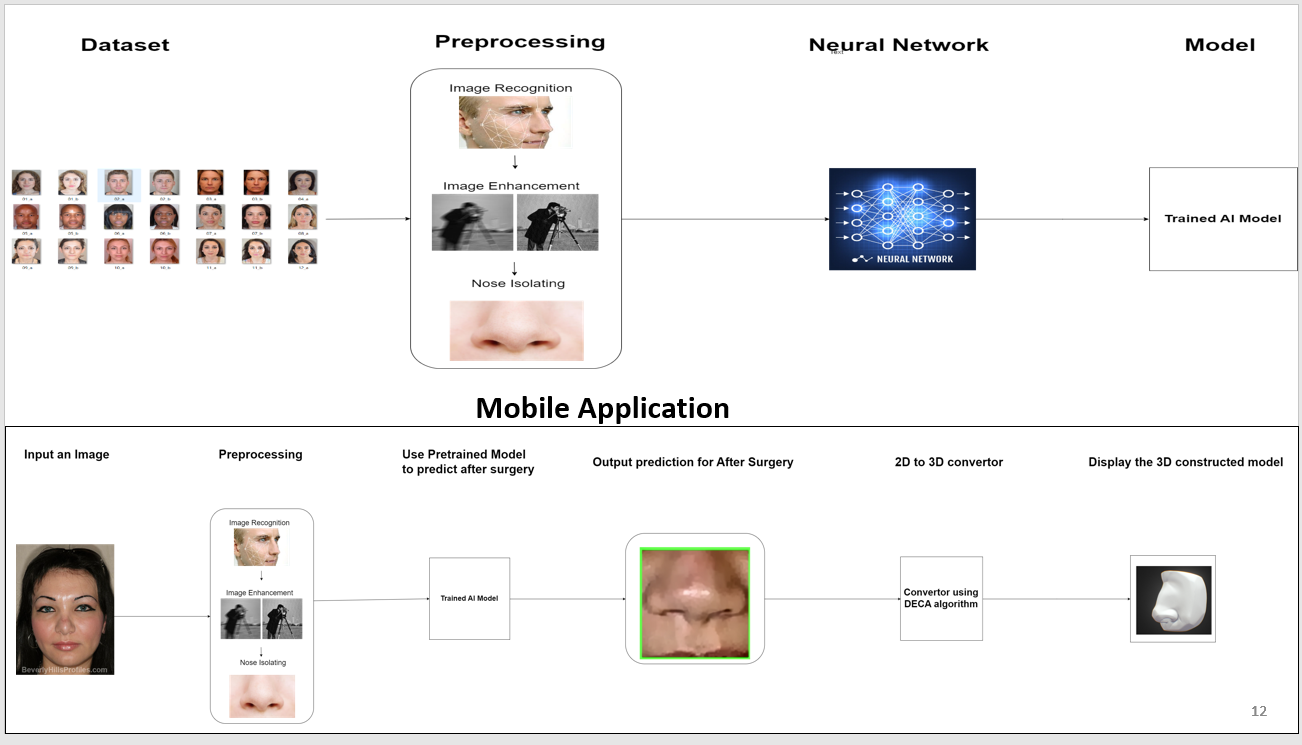 Dataset
Preprocessing
Neural Network
Model
Text
Image Recognition
Image Enhancement
Nose Isolating
NEURAL NETWORK
Trained AI Model
Mobile Application
Input an Image
Preprocessing
Use Pretrained Model
to predict after surgery
Output prediction for After Surgery
2D to 3D convertor
Display the 3D constructed model
BeverlyHillsProfiles.com
Image Recognition
Image Enhancement
Nose Isolating
Trained AI Model
Convertor using
DECA algorithm
12